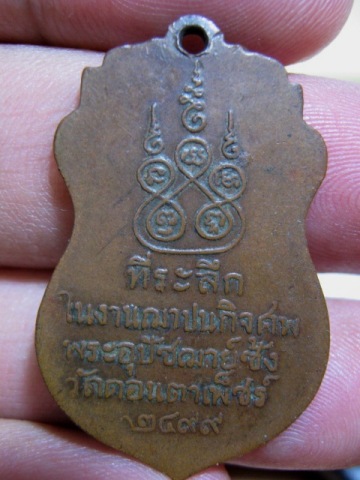 ที่ระลึก
ในงานฌาปนกิจศพ
พระอุปัชฌาย์ซัง
วัดดอนเตาเพ็ชร์
๒๔๙๙